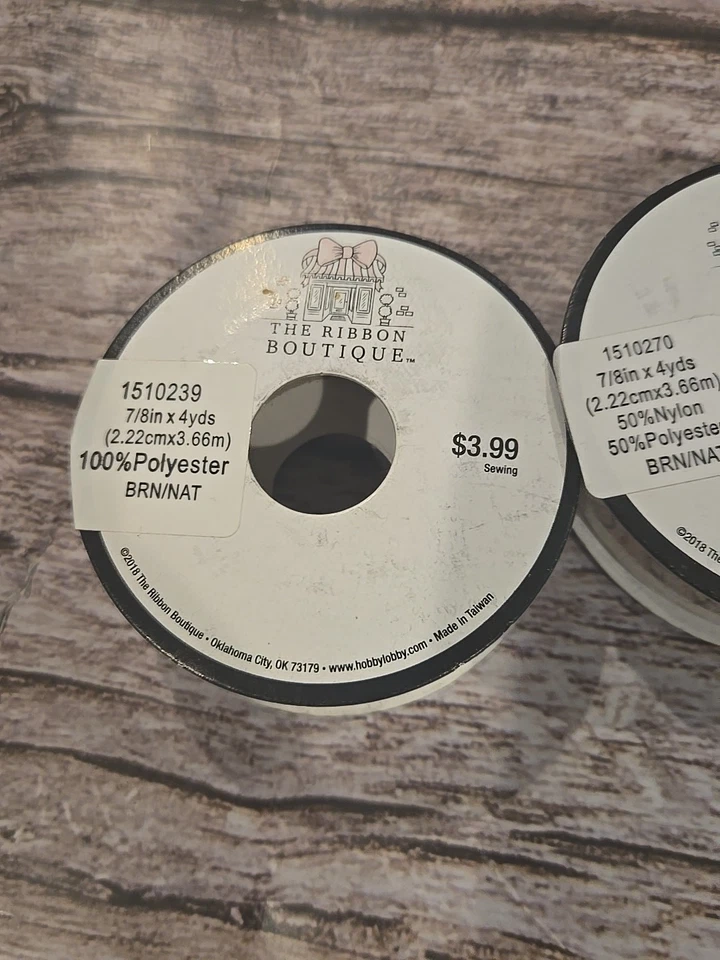 THE RIBBON
BOUTIQUE™
1510239
7/8in x 4yds
(2.22cmx3.66m)
100%Polyester
BRN/NAT
$3.99
Sewing
©2018 The Ribbon Boutique • Oklahoma City, OK 73179 • www.hobbylobby.com • Made in Taiwan
1510270
7/8in x 4yds
(2.22cmx3.66m)
50%Nylon
50%Polyester
BRN/NAT
©2018 The